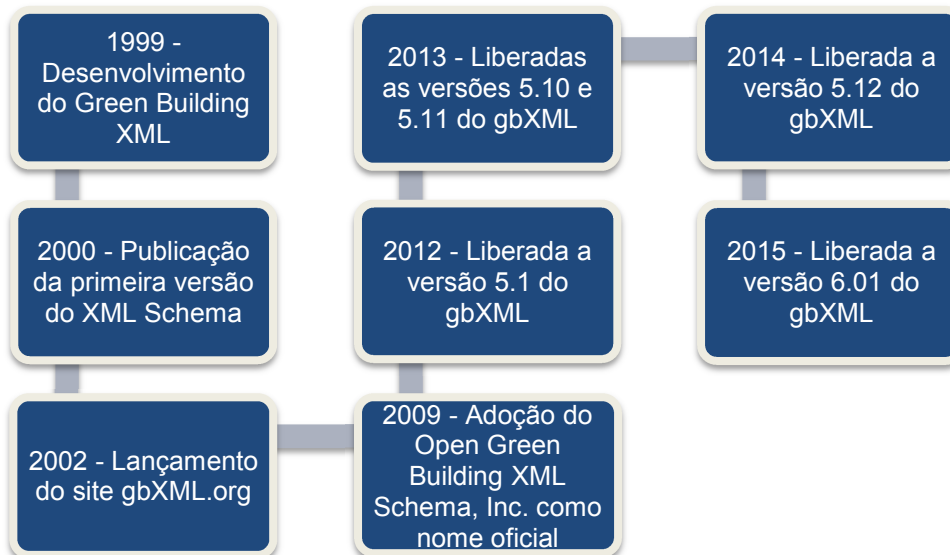 1999 -
Desenvolvimento
do Green Building
XML
2000 - Publicação
da primeira versão
do XML Schema
2002 - Lançamento
do site gbXML.org
2009 - Adoção do
Open Green
Building XML
Schema, Inc. como
nome oficial
2012 - Liberada a
versão 5.1 do
gbXML
2013 - Liberadas
as versões 5.10 e
5.11 do gbXML
2014 - Liberada a
versão 5.12 do
gbXML
2015 - Liberada a
versão 6.01 do
gbXML